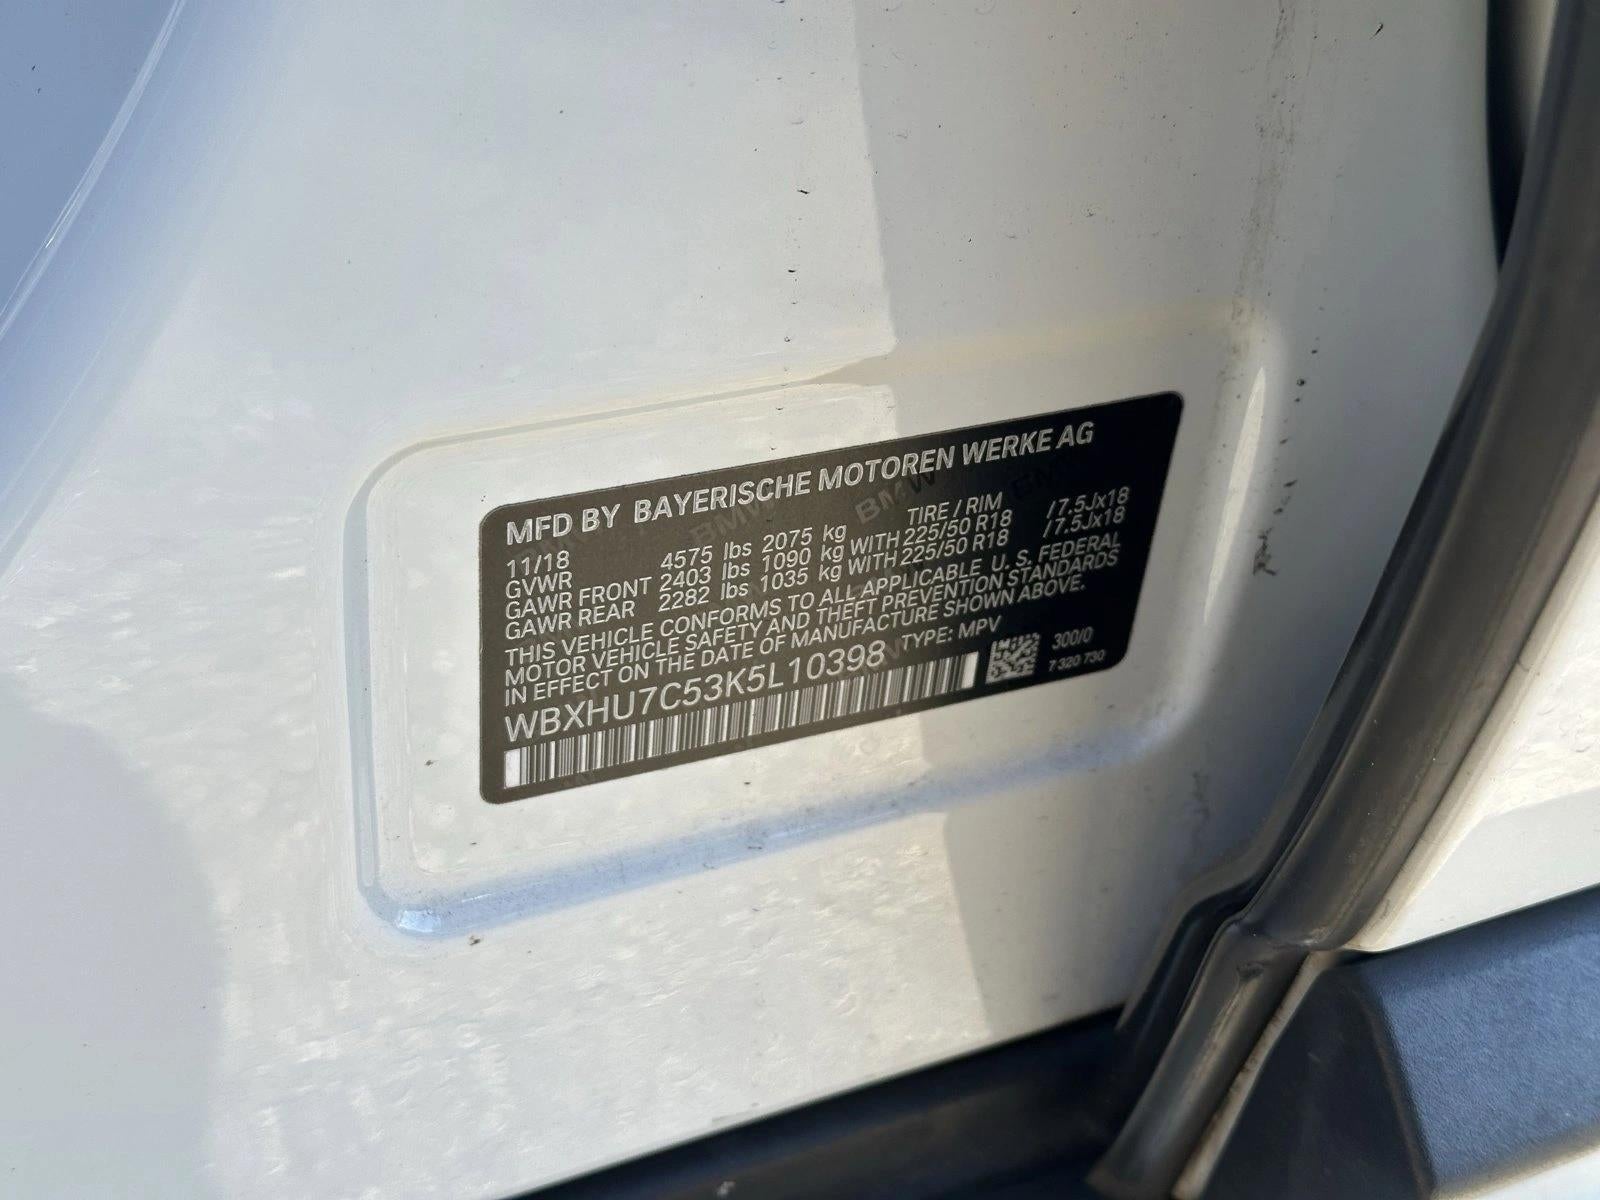 MFD BY BAYERISCHE MOTOREN WERKE AG
11/18 TIRE / RIM
GVWR 4575 lbs 2075 kg
GAWR FRONT 2403 lbs 1090 kg WITH 225/50 R18 /7.5Jx18
GAWR REAR 2282 lbs 1035 kg WITH 225/50 R18 /7.5Jx18
THIS VEHICLE CONFORMS TO ALL APPLICABLE U. S. FEDERAL
MOTOR VEHICLE SAFETY AND THEFT PREVENTION STANDARDS
IN EFFECT ON THE DATE OF MANUFACTURE SHOWN ABOVE.
WBXHU7C53K5L10398 TYPE: MPV
300/0
7 320 730
BMW
BMW
BMW